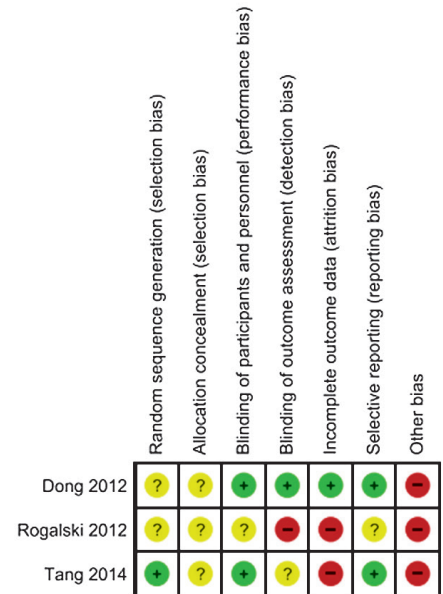 Random sequence generation (selection bias)
Allocation concealment (selection bias)
Blinding of participants and personnel (performance bias)
Blinding of outcome assessment (detection bias)
Incomplete outcome data (attrition bias)
Selective reporting (reporting bias)
Other bias
Dong 2012 ? ? + + + + −
Rogalski 2012 ? ? ? − − ? −
Tang 2014 + ? + ? − + −